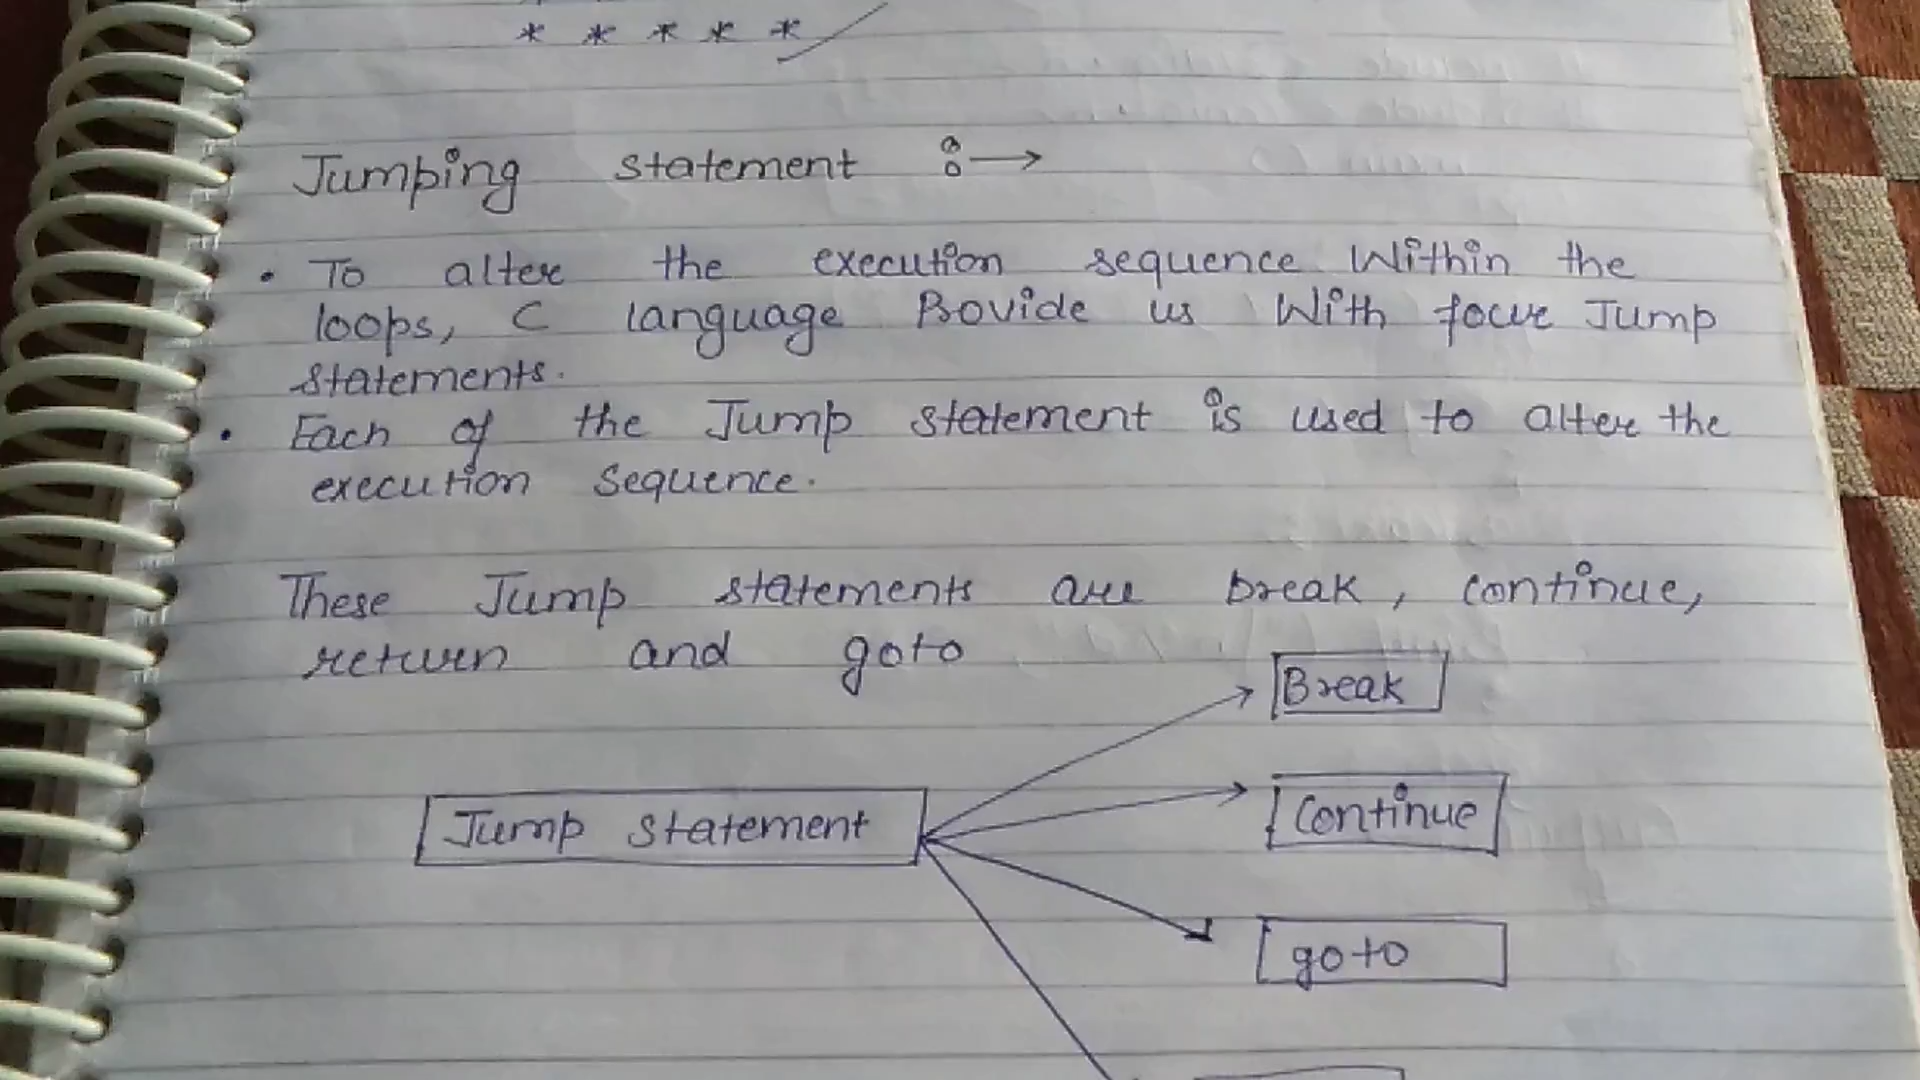 * * * * *
Jumping statement :→
• To alter the execution sequence Within the
loops, C language Provide us With four Jump
statements.
• Each of the Jump statement is used to alter the
execution sequence.
These Jump statements are break, continue,
return and goto
Break
Continue
Jump statement
goto